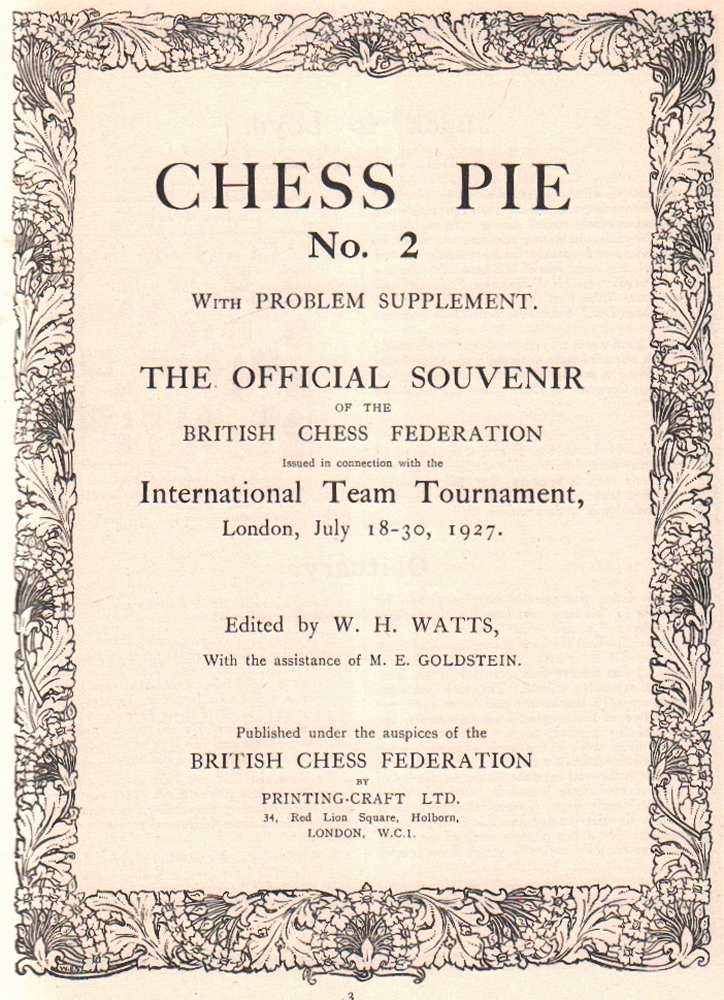 CHESS PIE
No. 2
With PROBLEM SUPPLEMENT.
THE OFFICIAL SOUVENIR
OF THE
BRITISH CHESS FEDERATION
Issued in connection with the
International Team Tournament,
London, July 18-30, 1927.
Edited by W. H. WATTS,
With the assistance of M. E. GOLDSTEIN.
Published under the auspices of the
BRITISH CHESS FEDERATION
BY
PRINTING-CRAFT LTD.
34, Red Lion Square, Holborn,
LONDON, W.C.1.
3